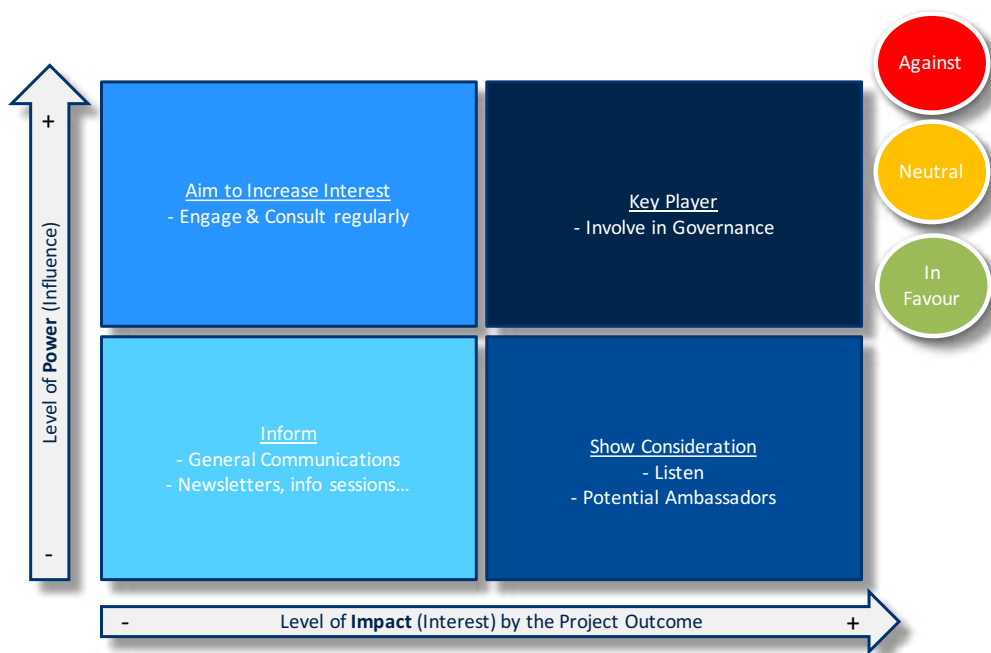 Against
Neutral
In
Favour
+
Level of Power (Influence)
-
Aim to Increase Interest
- Engage & Consult regularly
Key Player
- Involve in Governance
Inform
- General Communications
- Newsletters, info sessions...
Show Consideration
- Listen
- Potential Ambassadors
- Level of Impact (Interest) by the Project Outcome +